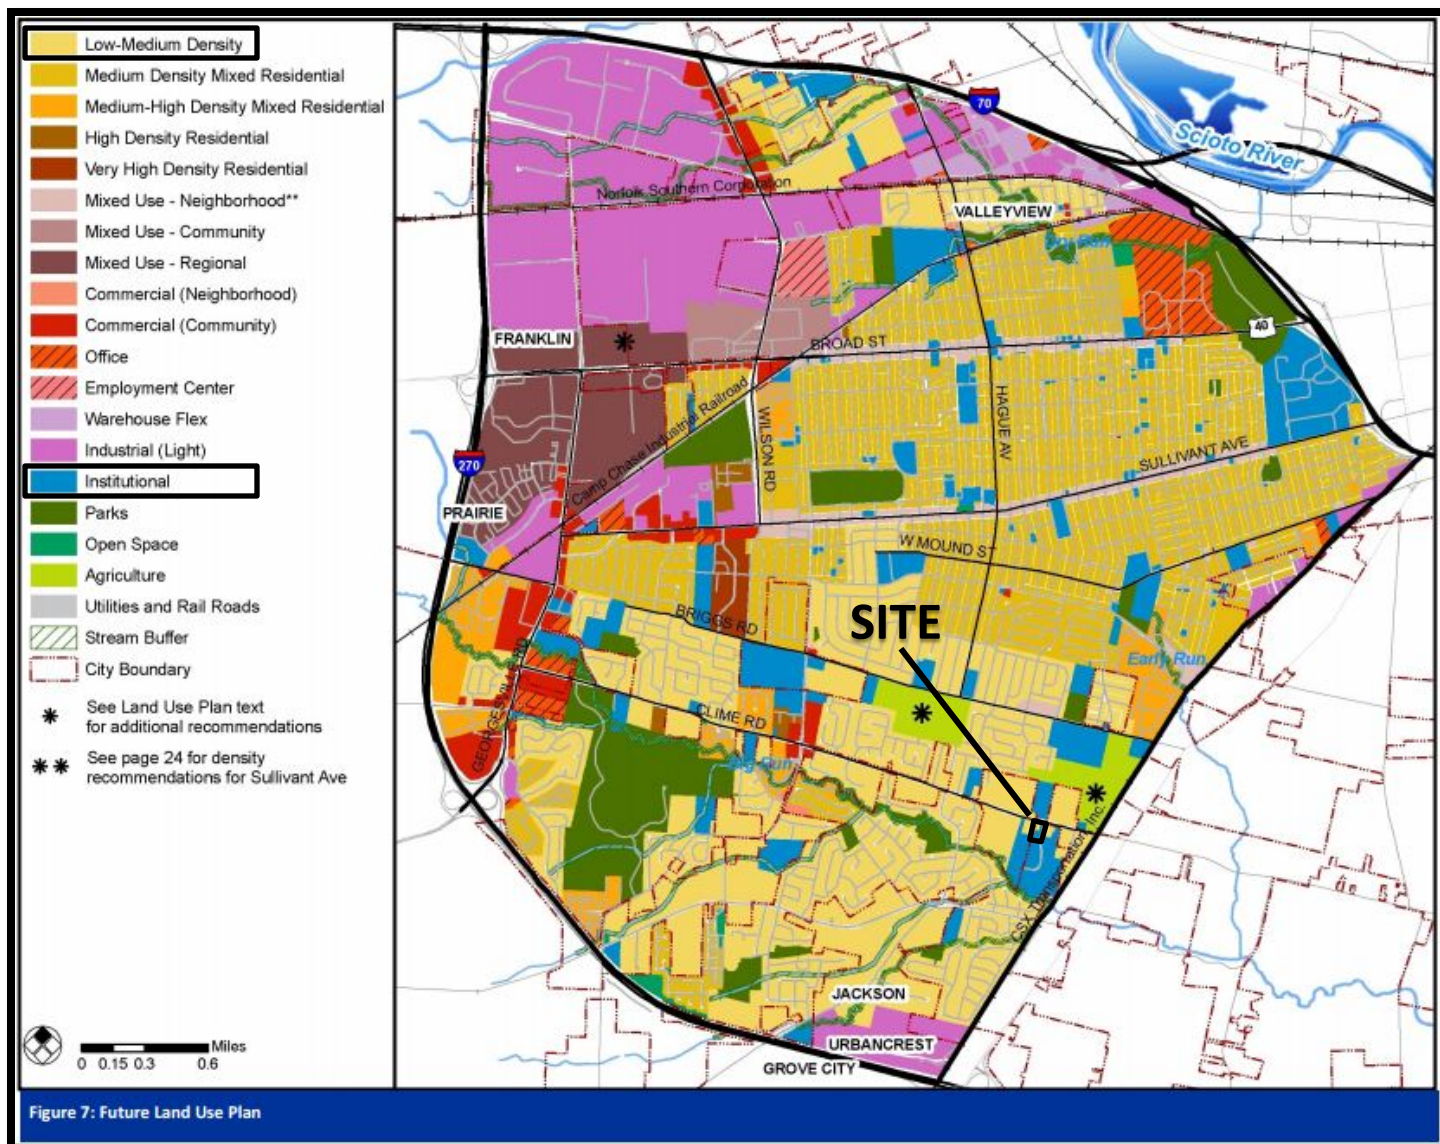 Low-Medium Density
Medium Density Mixed Residential
Medium-High Density Mixed Residential
High Density Residential
Very High Density Residential
Mixed Use - Neighborhood**
Mixed Use - Community
Mixed Use - Regional
Commercial (Neighborhood)
Commercial (Community)
Office
Employment Center
Warehouse Flex
Industrial (Light)
Institutional
Parks
Open Space
Agriculture
Utilities and Rail Roads
Stream Buffer
City Boundary
* See Land Use Plan text
for additional recommendations
** See page 24 for density
recommendations for Sullivant Ave
Miles
0 0.15 0.3 0.6
70
Scioto River
Norfolk Southern Corporation
VALLEYVIEW
Dry Run
40
FRANKLIN
*
BROAD ST
Camp Chase Industrial Railroad
WILSON RD
HAGUE AV
SULLIVANT AVE
270
PRAIRIE
W MOUND ST
SITE
BRIGGS RD
Early Run
GEORGESVILLE RD
CLIME RD
*
Big Run
*
CSX Transportation Inc.
JACKSON
URBANCREST
GROVE CITY
Figure 7: Future Land Use Plan